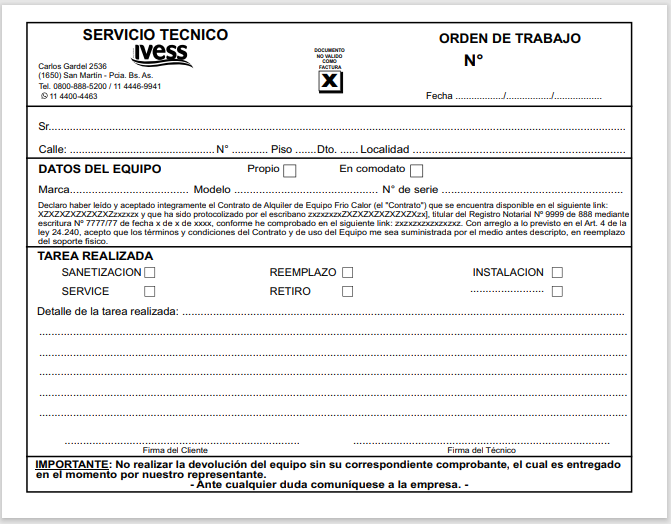 SERVICIO TECNICO
ivess
Carlos Gardel 2536
(1650) San Martín - Pcia. Bs. As.
Tel. 0800-888-5200 / 11 4446-9941
11 4400-4463
DOCUMENTO
NO VALIDO
COMO
FACTURA
X
ORDEN DE TRABAJO
N°
Fecha ................./................/.................
Sr.......................................................................................................
Calle: ................................................ N° ............ Piso .......Dto. ...... Localidad ........................................................................
DATOS DEL EQUIPO
Propio
En comodato
Marca....................................... Modelo ................................................ N° de serie ............................................................
Declaro haber leído y aceptado integramente el Contrato de Alquiler de Equipo Frio Calor (el "Contrato") que se encuentra disponible en el siguiente link:
XZXZXZXZXZXZXZzxzxzx y que ha sido protocolizado por el escribano zxzxzxzxZXZXZXZXZXZXZXZxzx], titular del Registro Notarial Nº 9999 de 888 mediante
escritura Nº 7777/77 de fecha x de x de xxxx, conforme he comprobado en el siguiente link: zxzxzxzxzxzxzxz. Con arreglo a lo previsto en el Art. 4 de la
ley 24.240, acepto que los términos y condiciones del Contrato y de uso del Equipo me sea suministrada por el medio antes descripto, en reemplazo
del soporte fisico.
TAREA REALIZADA
SANETIZACION
REEMPLAZO
INSTALACION
SERVICE
RETIRO
.........................
Detalle de la tarea realizada: ................................................................................
Firma del Cliente
Firma del Técnico
IMPORTANTE: No realizar la devolución del equipo sin su correspondiente comprobante, el cual es entregado
en el momento por nuestro representante.
- Ante cualquier duda comuníquese a la empresa. -